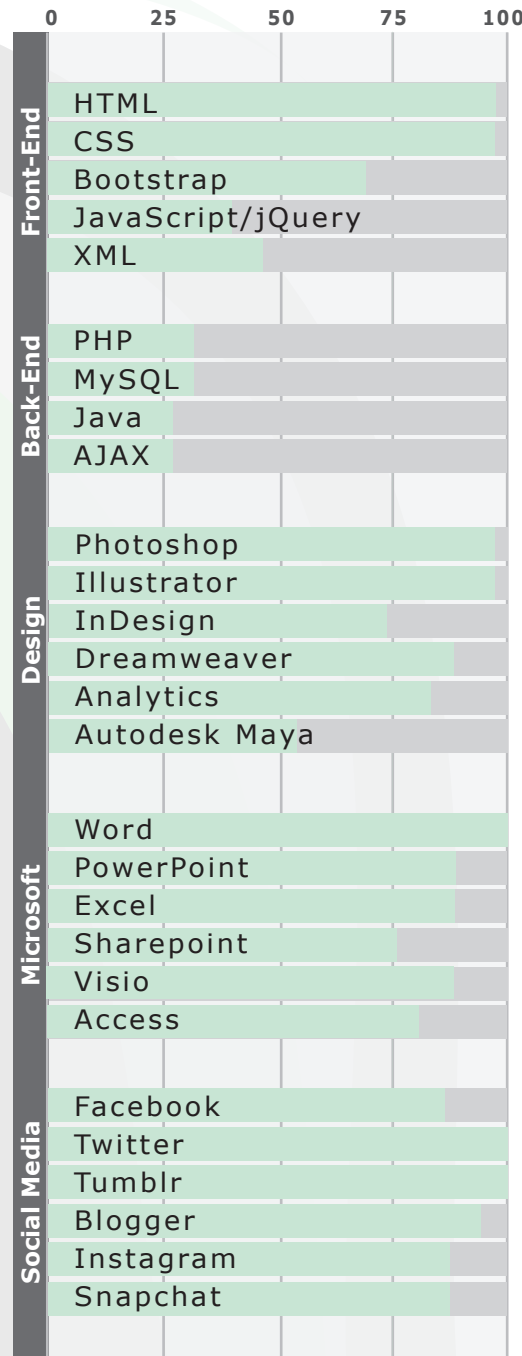 0 25 50 75 100
Front-End
HTML
CSS
Bootstrap
JavaScript/jQuery
XML
Back-End
PHP
MySQL
Java
AJAX
Design
Photoshop
Illustrator
InDesign
Dreamweaver
Analytics
Autodesk Maya
Microsoft
Word
PowerPoint
Excel
Sharepoint
Visio
Access
Social Media
Facebook
Twitter
Tumblr
Blogger
Instagram
Snapchat